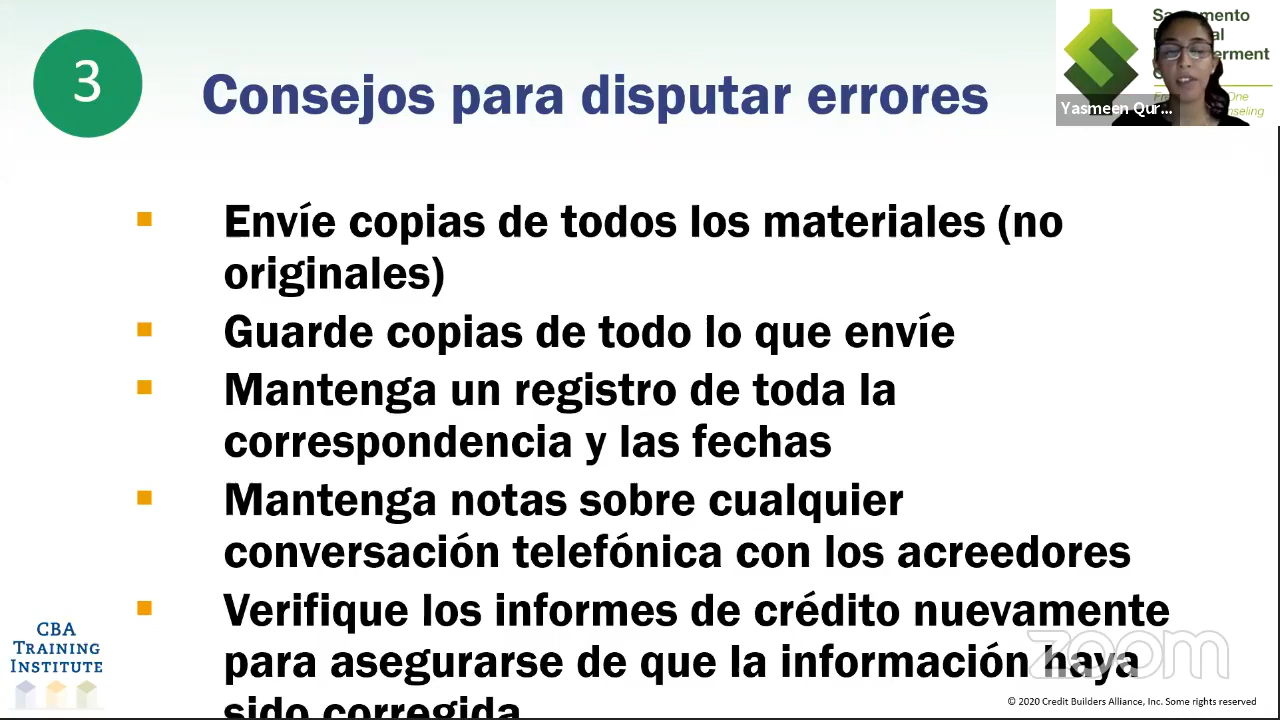 3
Consejos para disputar errores
Yasmeen Qur...
Envíe copias de todos los materiales (no
originales)
Guarde copias de todo lo que envíe
Mantenga un registro de toda la
correspondencia y las fechas
Mantenga notas sobre cualquier
conversación telefónica con los acreedores
Verifique los informes de crédito nuevamente
para asegurarse de que la información haya
sido corregida
CBA
TRAINING
INSTITUTE
zoom
© 2020 Credit Builders Alliance, Inc. Some rights reserved